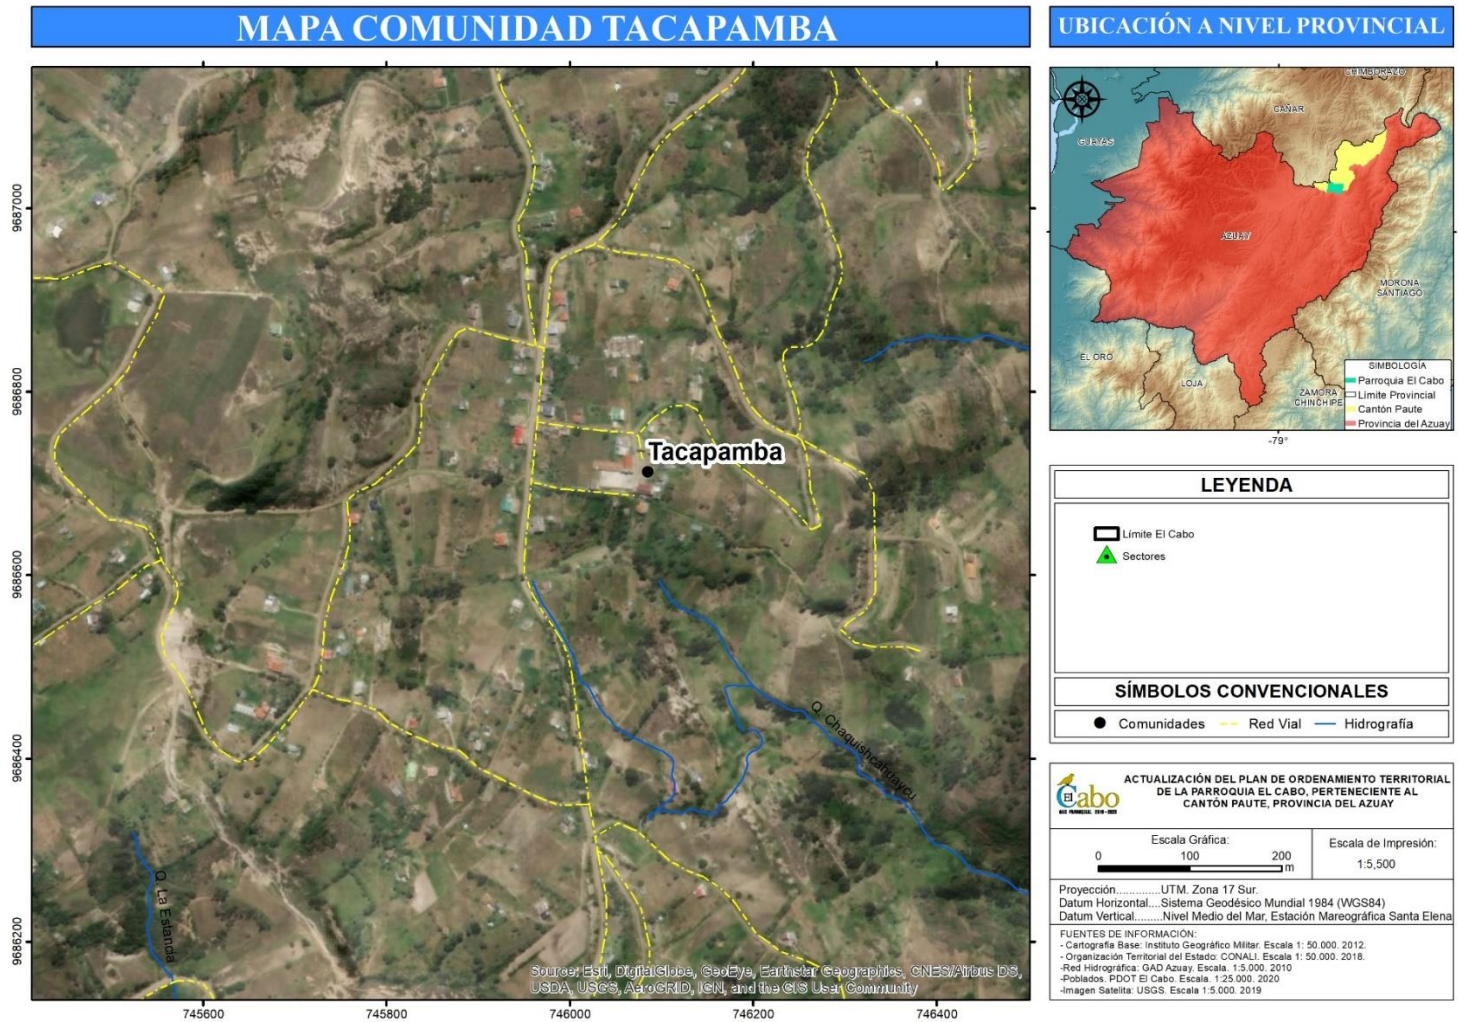 MAPA COMUNIDAD TACAPAMBA
745600
745800
746000
746200
746400
9687000
9686800
9686600
9686400
9686200
Tacapamba
Q. Chaquishcahuaycu
Q. La Estancia
Source: Esri, DigitalGlobe, GeoEye, Earthstar Geographics, CNES/Airbus DS,
USDA, USGS, AeroGRID, IGN, and the GIS User Community
UBICACIÓN A NIVEL PROVINCIAL
CHIMBORAZO
CAÑAR
GUAYAS
AZUAY
MORONA
SANTIAGO
EL ORO
LOJA
ZAMORA
CHINCHIPE
-79°
SIMBOLOGÍA
Parroquia El Cabo
Límite Provincial
Cantón Paute
Provincia del Azuay
LEYENDA
Límite El Cabo
Sectores
SÍMBOLOS CONVENCIONALES
Comunidades Red Vial Hidrografía
El Cabo
ACTUALIZACIÓN DEL PLAN DE ORDENAMIENTO TERRITORIAL
DE LA PARROQUIA EL CABO, PERTENECIENTE AL
CANTÓN PAUTE, PROVINCIA DEL AZUAY
Escala Gráfica:
0 100 200
m
Escala de Impresión:
1:5,500
Proyección.............UTM. Zona 17 Sur.
Datum Horizontal....Sistema Geodésico Mundial 1984 (WGS84)
Datum Vertical.........Nivel Medio del Mar, Estación Mareográfica Santa Elena
FUENTES DE INFORMACIÓN:
- Cartografía Base: Instituto Geográfico Militar. Escala 1: 50.000. 2012.
- Organización Territorial del Estado: CONALI. Escala 1: 50.000. 2018.
-Red Hidrográfica: GAD Azuay. Escala. 1:5.000. 2010
-Poblados. PDOT El Cabo. Escala. 1:25.000. 2020
-Imagen Satelita: USGS. Escala 1:5.000. 2019